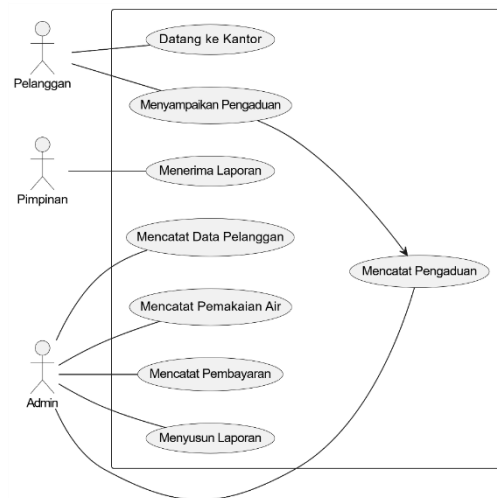 Datang ke Kantor
Pelanggan
Menyampaikan Pengaduan
Menerima Laporan
Pimpinan
Mencatat Data Pelanggan
Mencatat Pengaduan
Mencatat Pemakaian Air
Mencatat Pembayaran
Admin
Menyusun Laporan